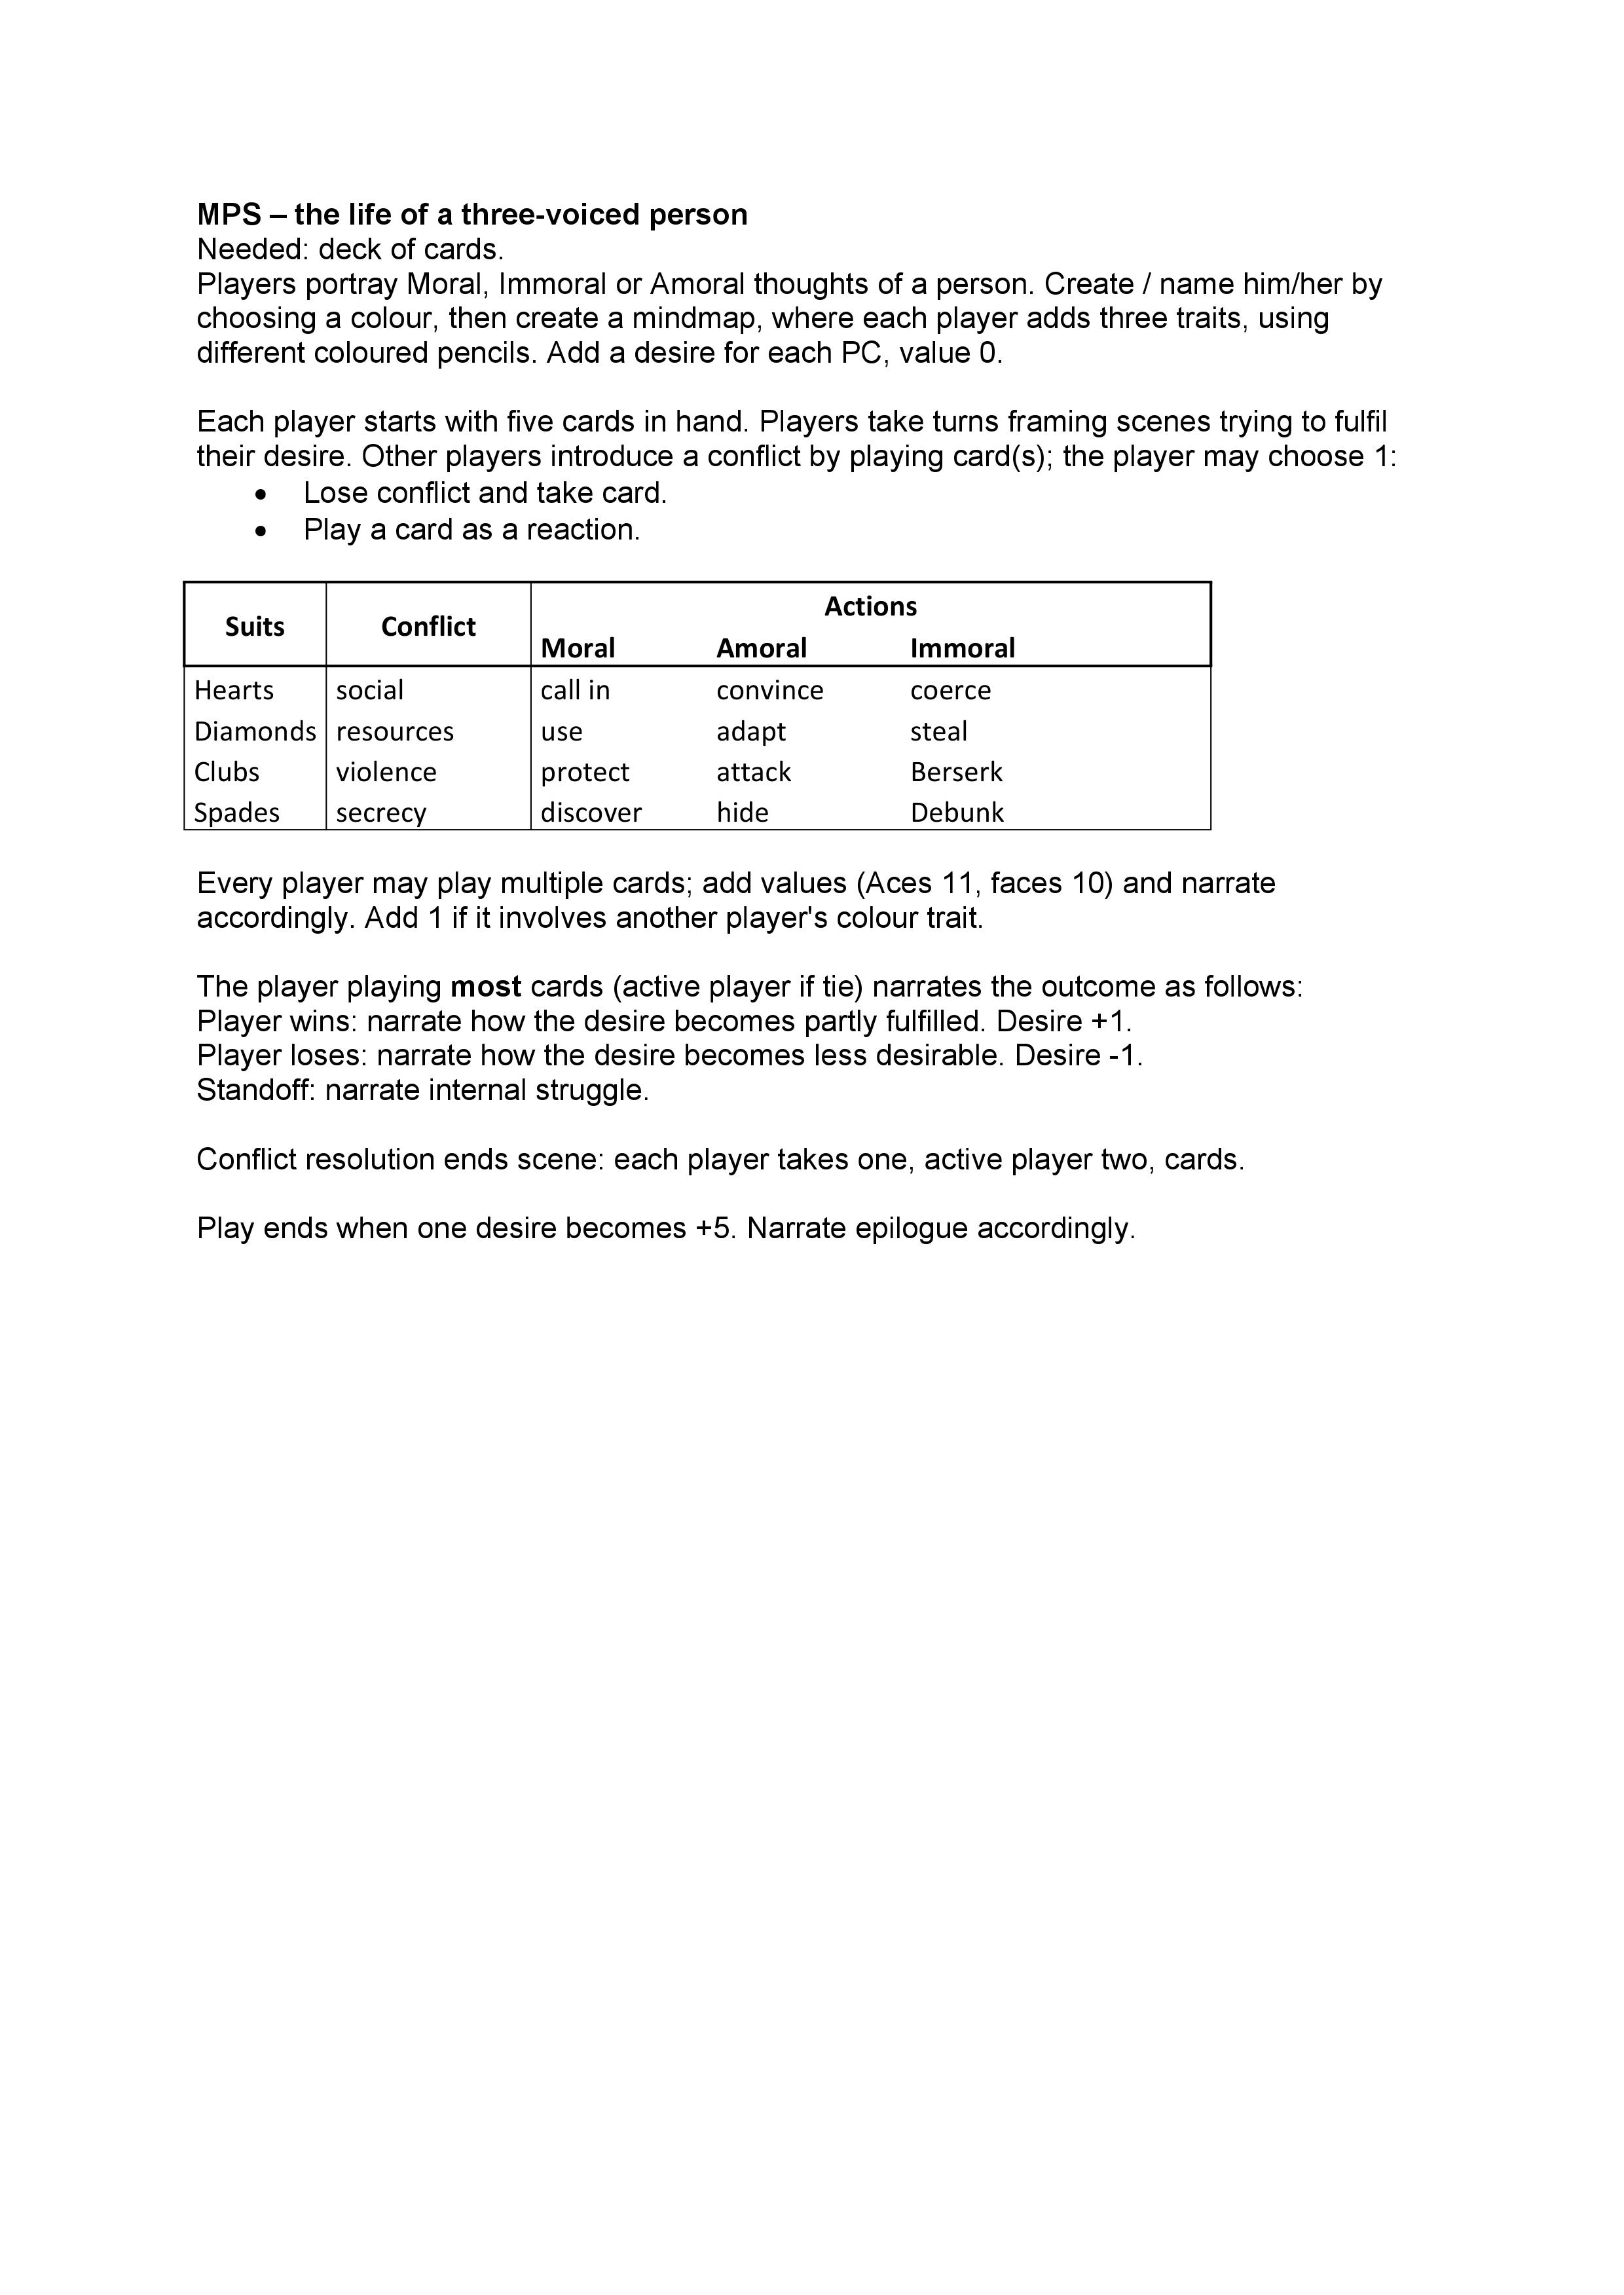 MPS – the life of a three-voiced person
Needed: deck of cards.
Players portray Moral, Immoral or Amoral thoughts of a person. Create / name him/her by
choosing a colour, then create a mindmap, where each player adds three traits, using
different coloured pencils. Add a desire for each PC, value 0.
Each player starts with five cards in hand. Players take turns framing scenes trying to fulfil
their desire. Other players introduce a conflict by playing card(s); the player may choose 1:
• Lose conflict and take card.
• Play a card as a reaction.
Suits Conflict Actions
Moral Amoral Immoral
Hearts social call in convince coerce
Diamonds resources use adapt steal
Clubs violence protect attack Berserk
Spades secrecy discover hide Debunk
Every player may play multiple cards; add values (Aces 11, faces 10) and narrate
accordingly. Add 1 if it involves another player's colour trait.
The player playing most cards (active player if tie) narrates the outcome as follows:
Player wins: narrate how the desire becomes partly fulfilled. Desire +1.
Player loses: narrate how the desire becomes less desirable. Desire -1.
Standoff: narrate internal struggle.
Conflict resolution ends scene: each player takes one, active player two, cards.
Play ends when one desire becomes +5. Narrate epilogue accordingly.